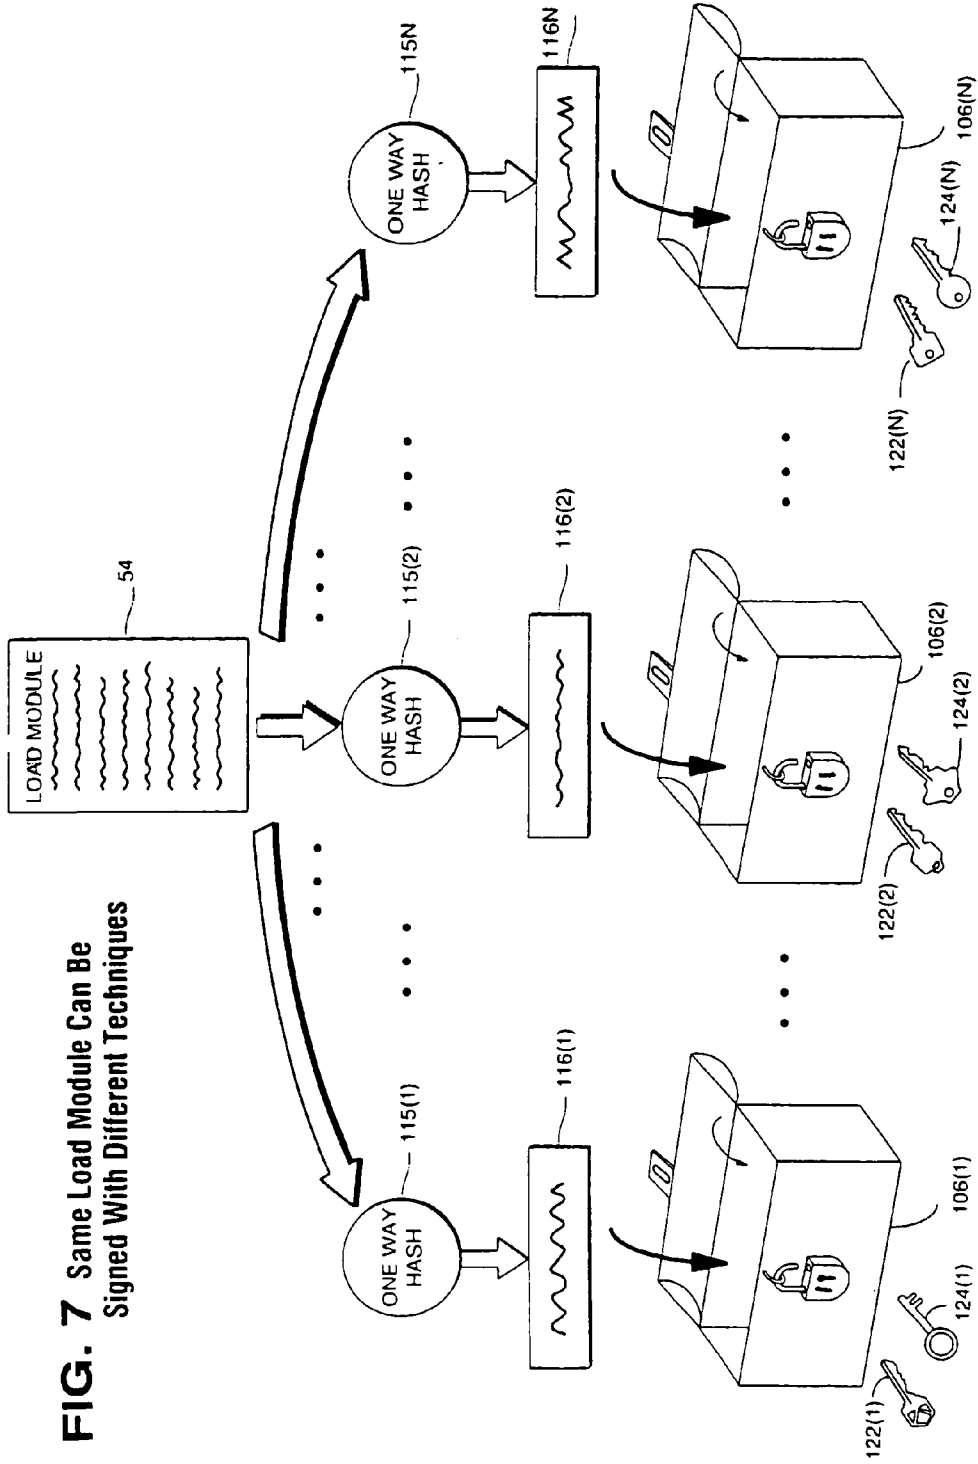 FIG. 7 Same Load Module Can Be
Signed With Different Techniques
LOAD MODULE
54
ONE WAY
HASH
115(1)
ONE WAY
HASH
115(2)
ONE WAY
HASH
115N
116(1)
116(2)
116N
106(1)
122(1)
124(1)
106(2)
122(2)
124(2)
106(N)
122(N)
124(N)